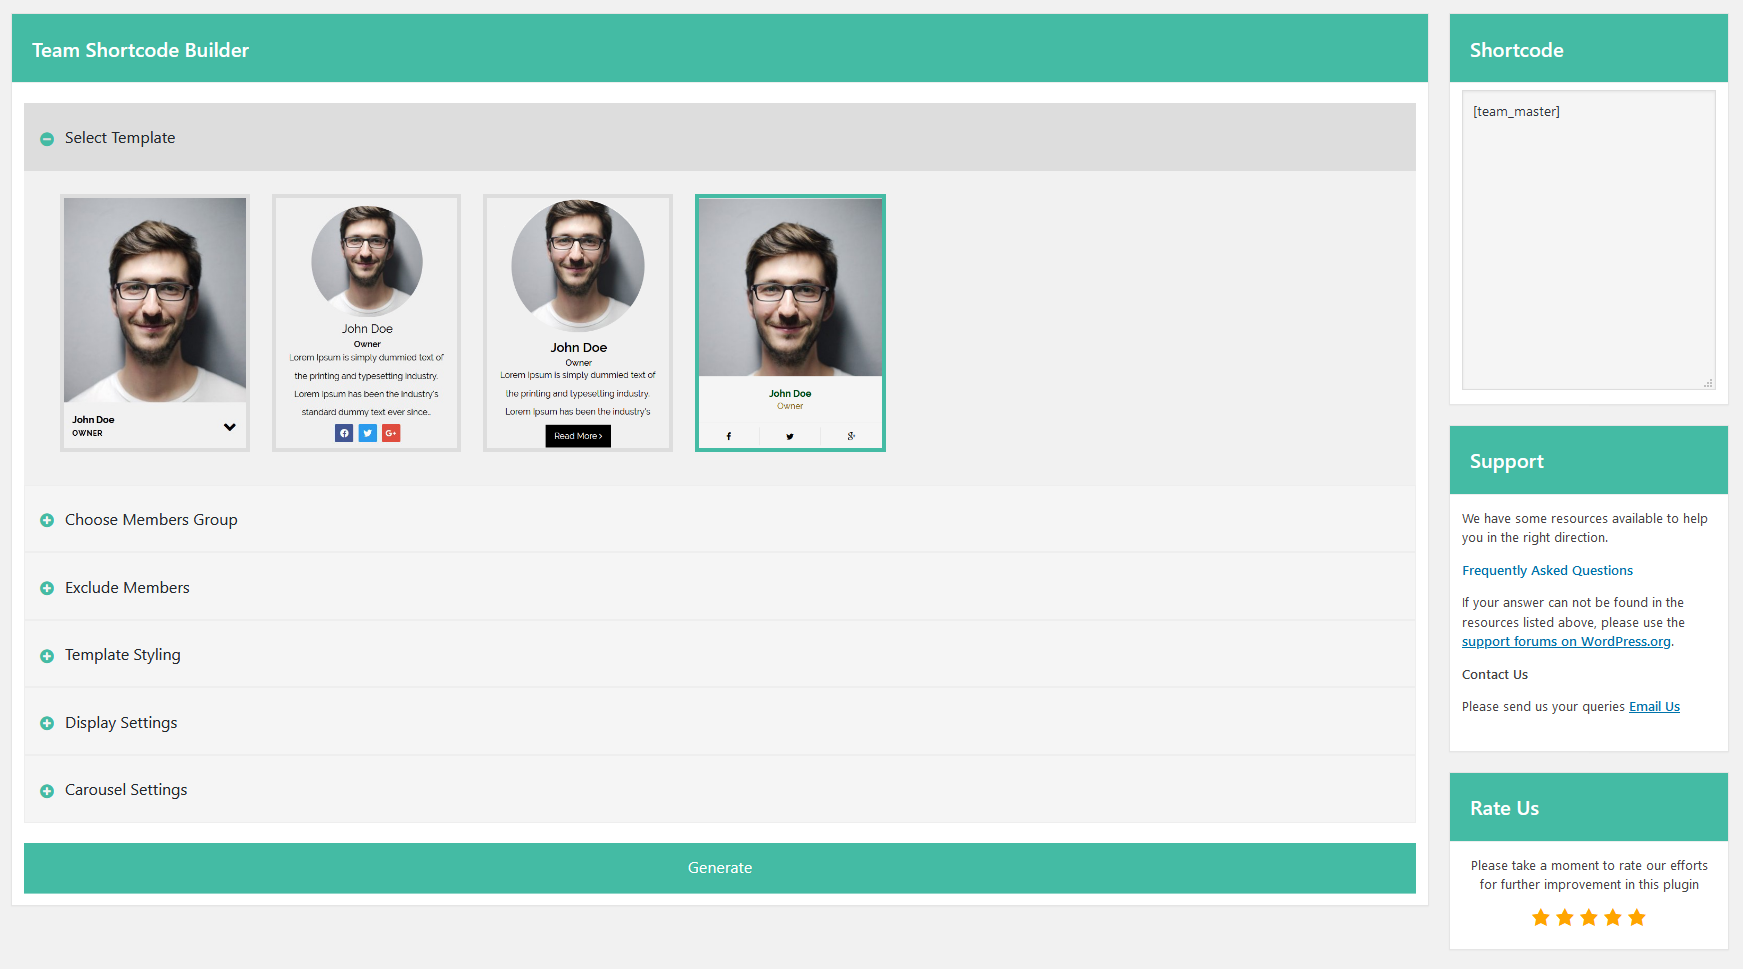 Team Shortcode Builder
Select Template
John Doe
OWNER
John Doe
Owner
Lorem Ipsum is simply dummied text of
the printing and typesetting industry.
Lorem Ipsum has been the industry's
standard dummy text ever since..
John Doe
Owner
Lorem Ipsum is simply dummied text of
the printing and typesetting industry.
Lorem Ipsum has been the industry's
Read More >
John Doe
Owner
Choose Members Group
Exclude Members
Template Styling
Display Settings
Carousel Settings
Generate
Shortcode
[team_master]
Support
We have some resources available to help
you in the right direction.
Frequently Asked Questions
If your answer can not be found in the
resources listed above, please use the
support forums on WordPress.org.
Contact Us
Please send us your queries Email Us
Rate Us
Please take a moment to rate our efforts
for further improvement in this plugin